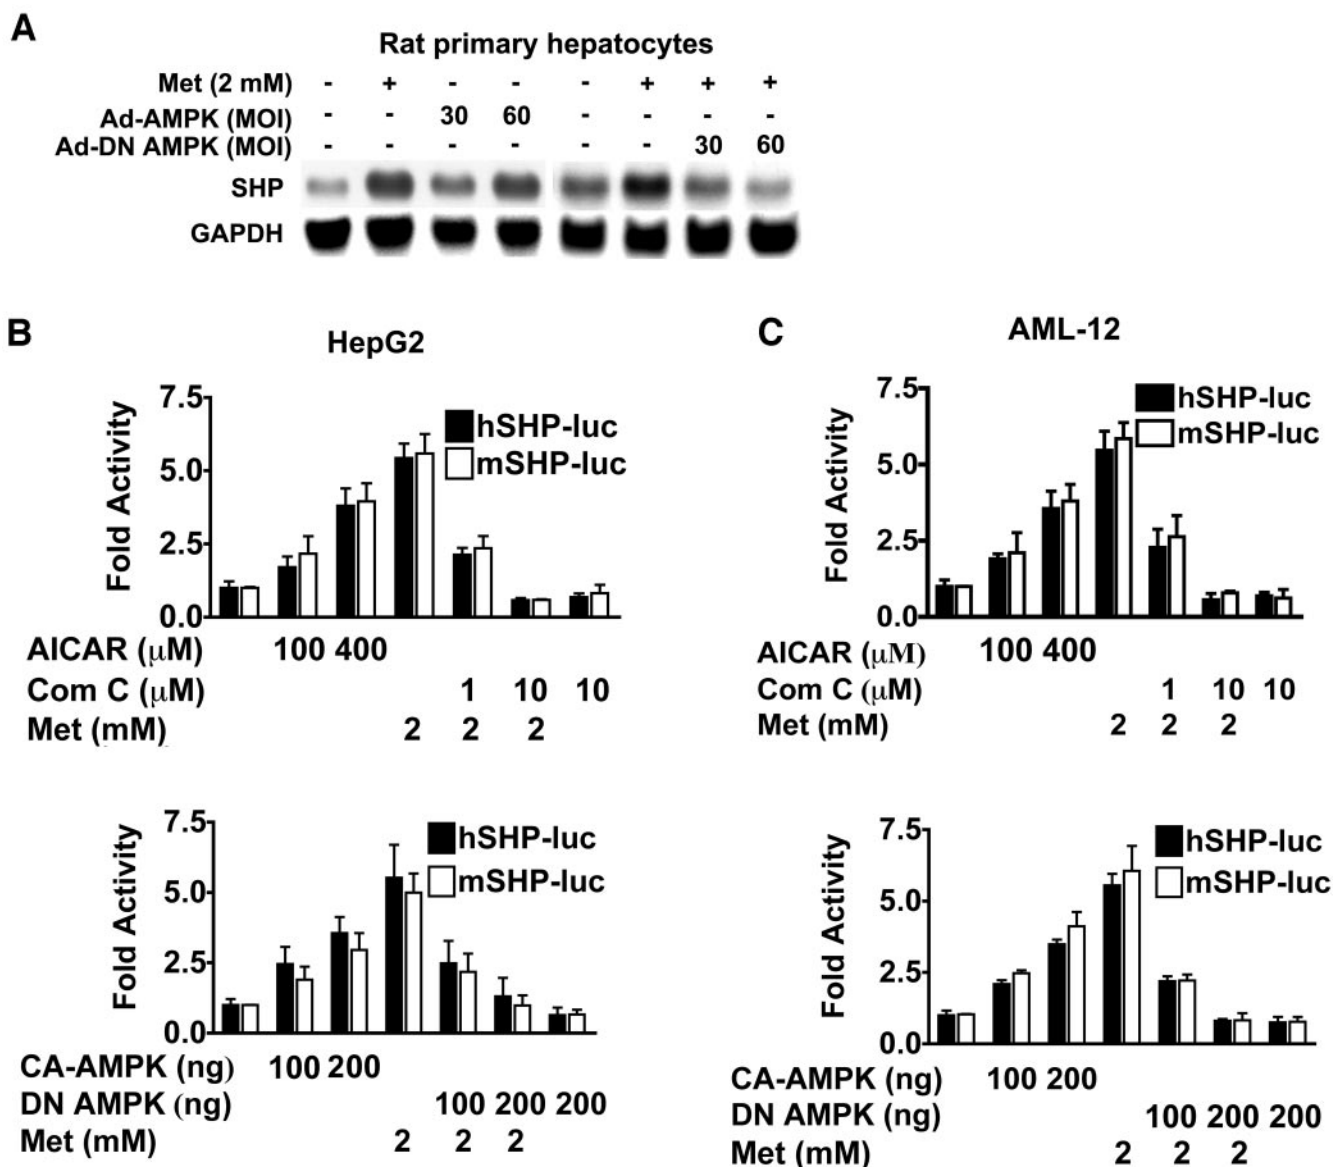 A
Rat primary hepatocytes
Met (2 mM) - + - - - + + +
Ad-AMPK (MOI) - - 30 60 - - - -
Ad-DN AMPK (MOI) - - - - - - 30 60
SHP
GAPDH
B
HepG2
7.5
5.0
2.5
0.0
Fold Activity
hSHP-luc
mSHP-luc
AICAR (μM) 100 400
Com C (μM) 1 10 10
Met (mM) 2 2 2
7.5
5.0
2.5
0.0
Fold Activity
hSHP-luc
mSHP-luc
CA-AMPK (ng) 100 200
DN AMPK (ng) 100 200 200
Met (mM) 2 2 2
C
AML-12
7.5
5.0
2.5
0.0
Fold Activity
hSHP-luc
mSHP-luc
AICAR (μM) 100 400
Com C (μM) 1 10 10
Met (mM) 2 2 2
7.5
5.0
2.5
0.0
Fold Activity
hSHP-luc
mSHP-luc
CA-AMPK (ng) 100 200
DN AMPK (ng) 100 200 200
Met (mM) 2 2 2